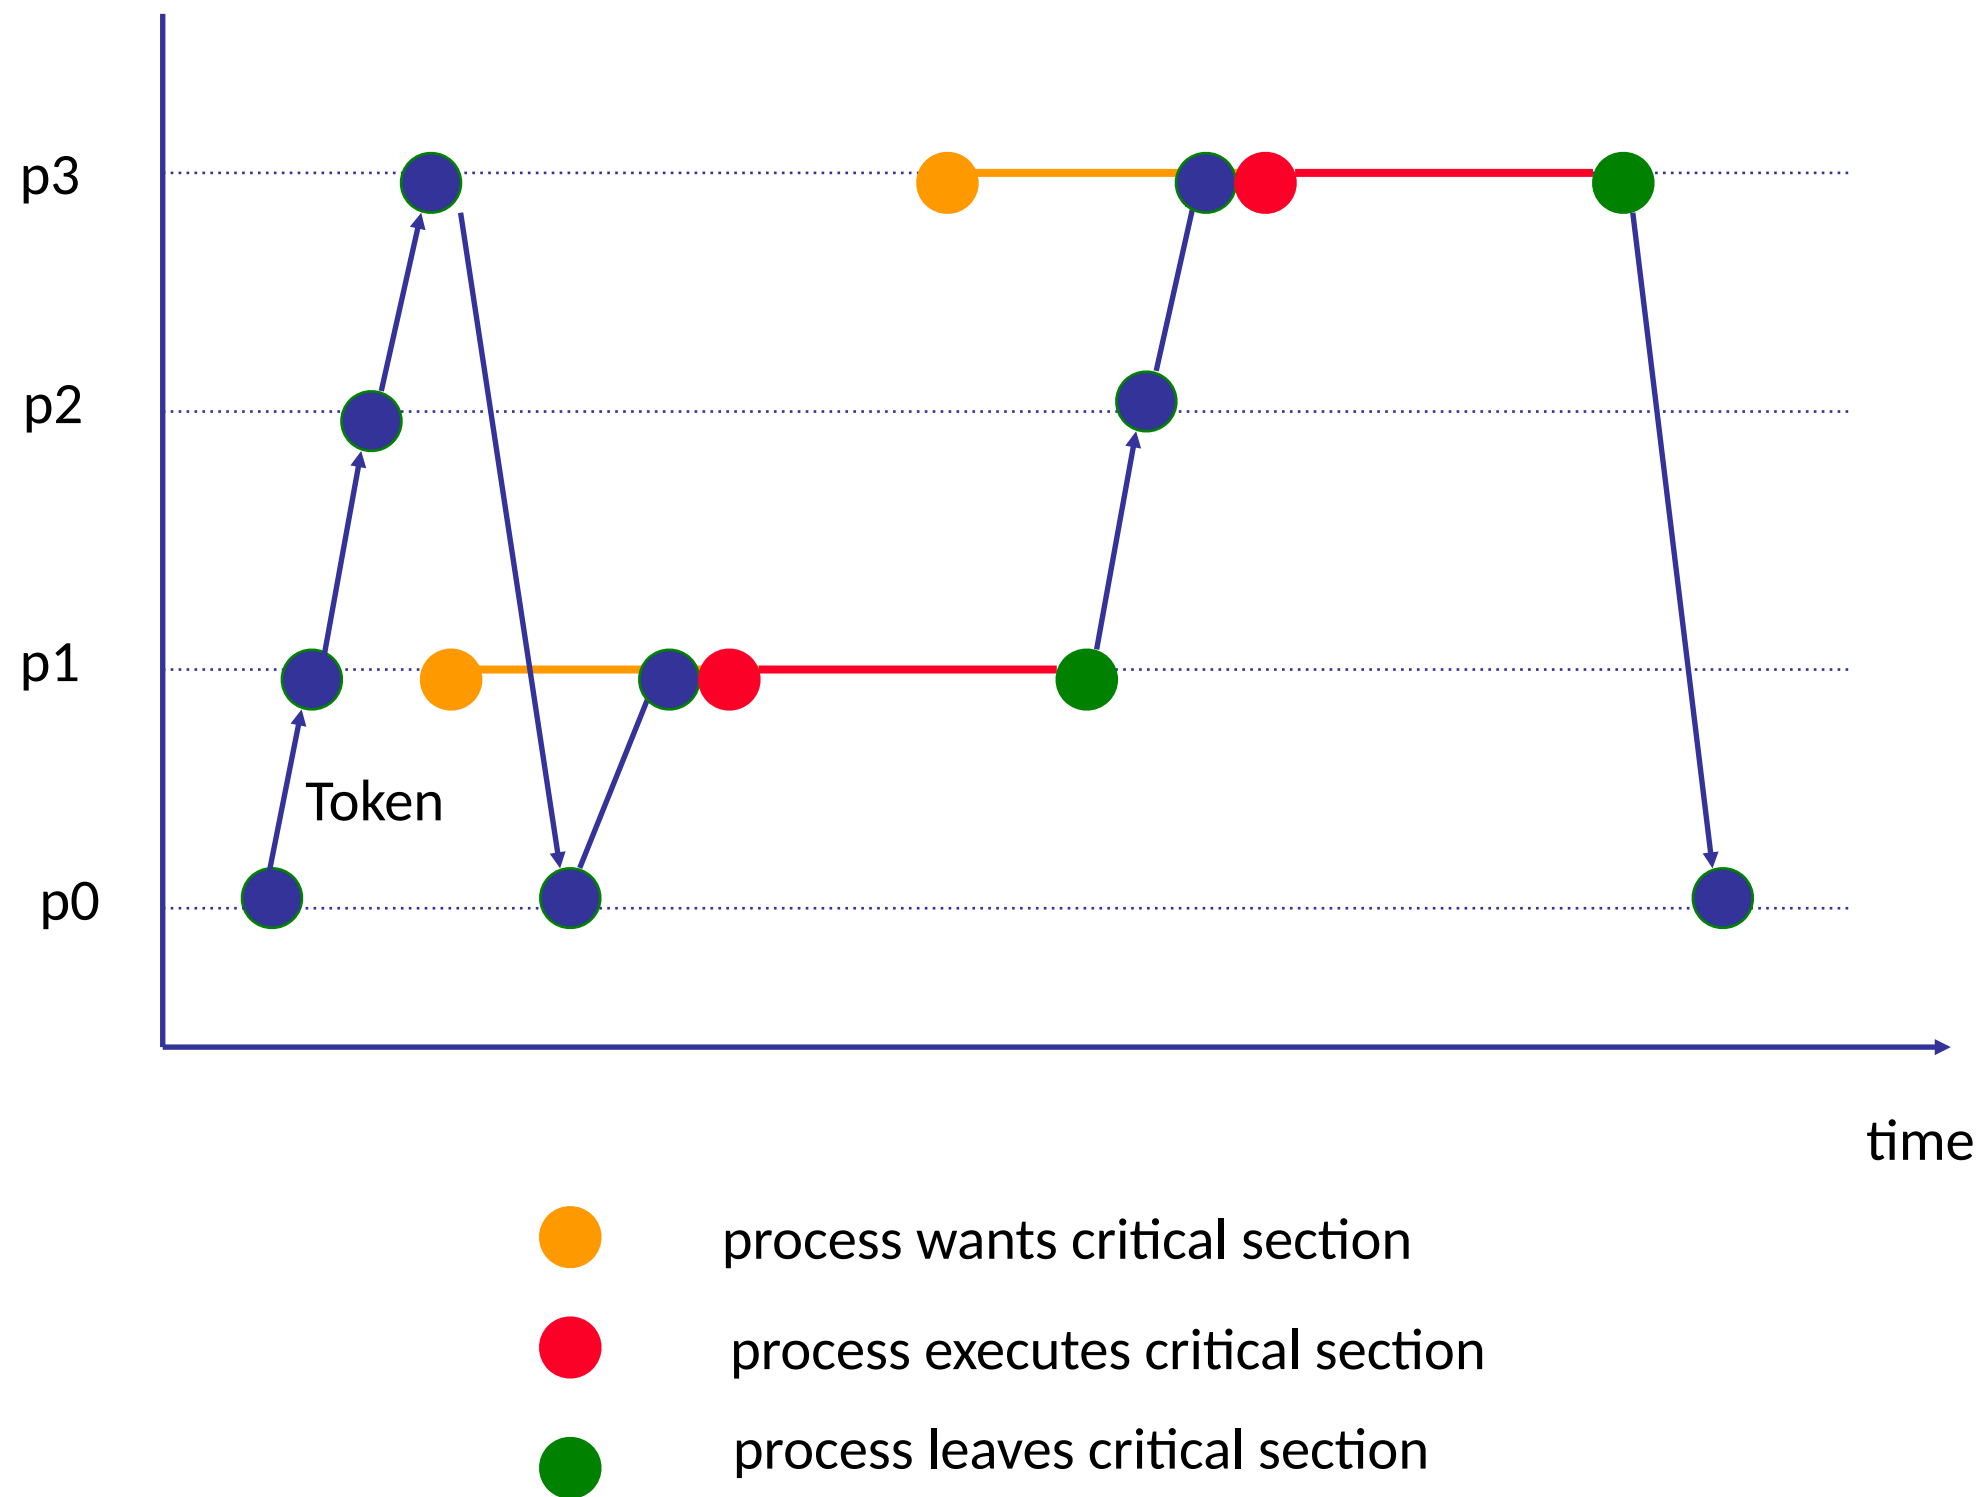 p3
p2
p1
Token
p0
time
process wants critical section
process executes critical section
process leaves critical section